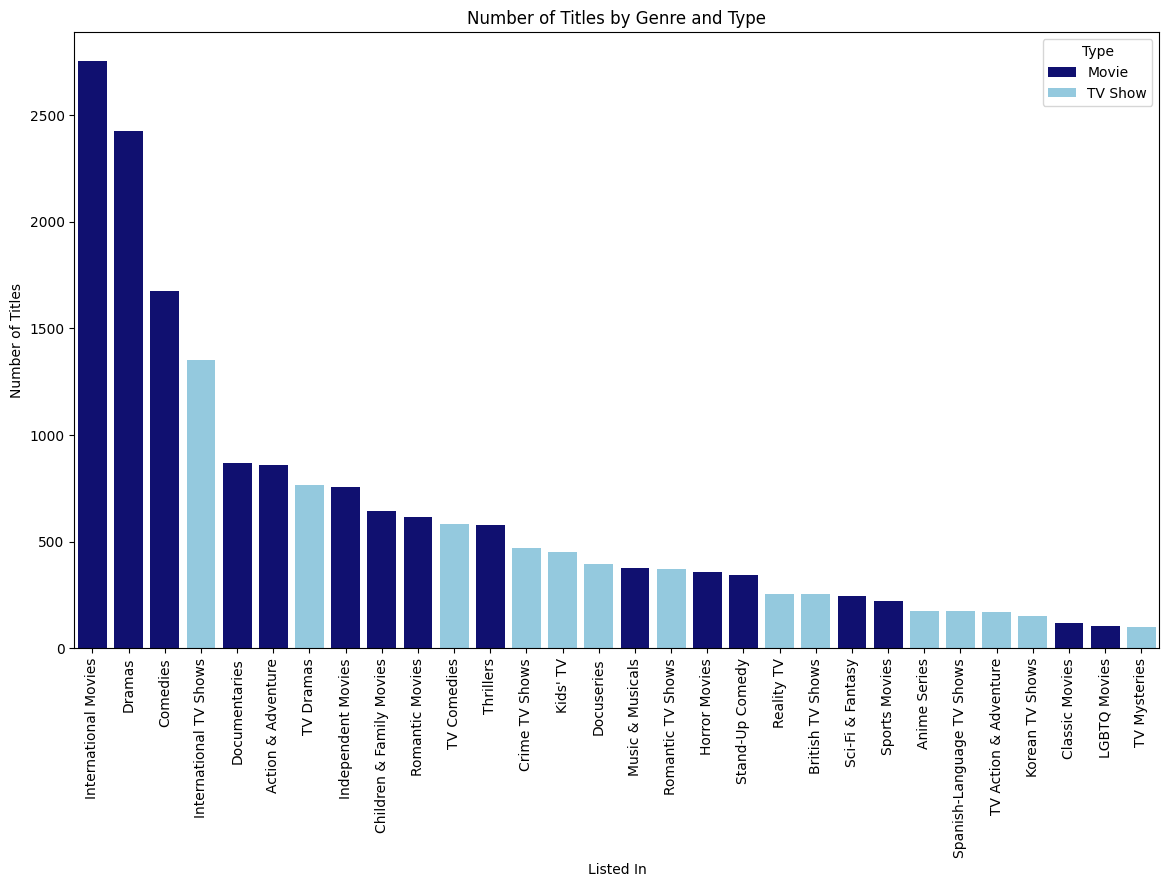 Number of Titles by Genre and Type
Type
Movie
TV Show
Number of Titles
2500
2000
1500
1000
500
0
International Movies
Dramas
Comedies
International TV Shows
Documentaries
Action & Adventure
TV Dramas
Independent Movies
Children & Family Movies
Romantic Movies
TV Comedies
Thrillers
Crime TV Shows
Kids' TV
Docuseries
Music & Musicals
Romantic TV Shows
Horror Movies
Stand-Up Comedy
Reality TV
British TV Shows
Sci-Fi & Fantasy
Sports Movies
Anime Series
Spanish-Language TV Shows
TV Action & Adventure
Korean TV Shows
Classic Movies
LGBTQ Movies
TV Mysteries
Listed In